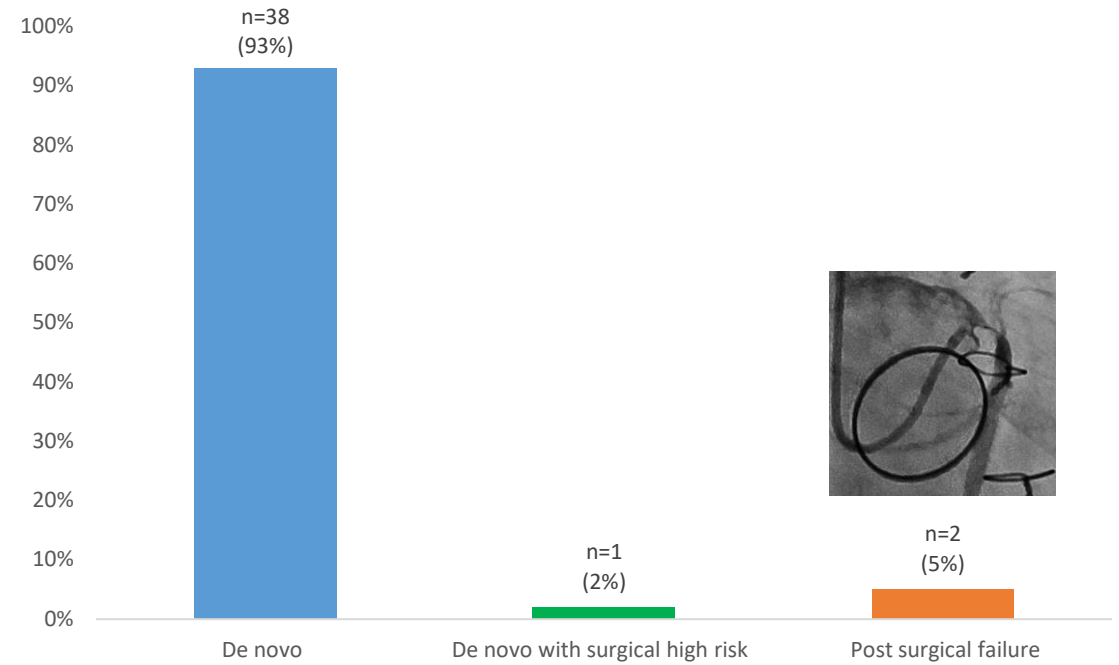 100%
90%
80%
70%
60%
50%
40%
30%
20%
10%
0%
n=38
(93%)
n=1
(2%)
n=2
(5%)
De novo
De novo with surgical high risk
Post surgical failure